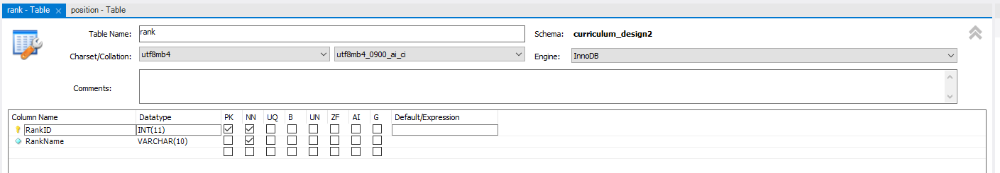 rank - Table × position - Table
Table Name: rank Schema: curriculum_design2
Charset/Collation: utf8mb4 utf8mb4_0900_ai_ci Engine: InnoDB
Comments:
Column Name Datatype PK NN UQ B UN ZF AI G Default/Expression
RankID INT(11)
RankName VARCHAR(10)